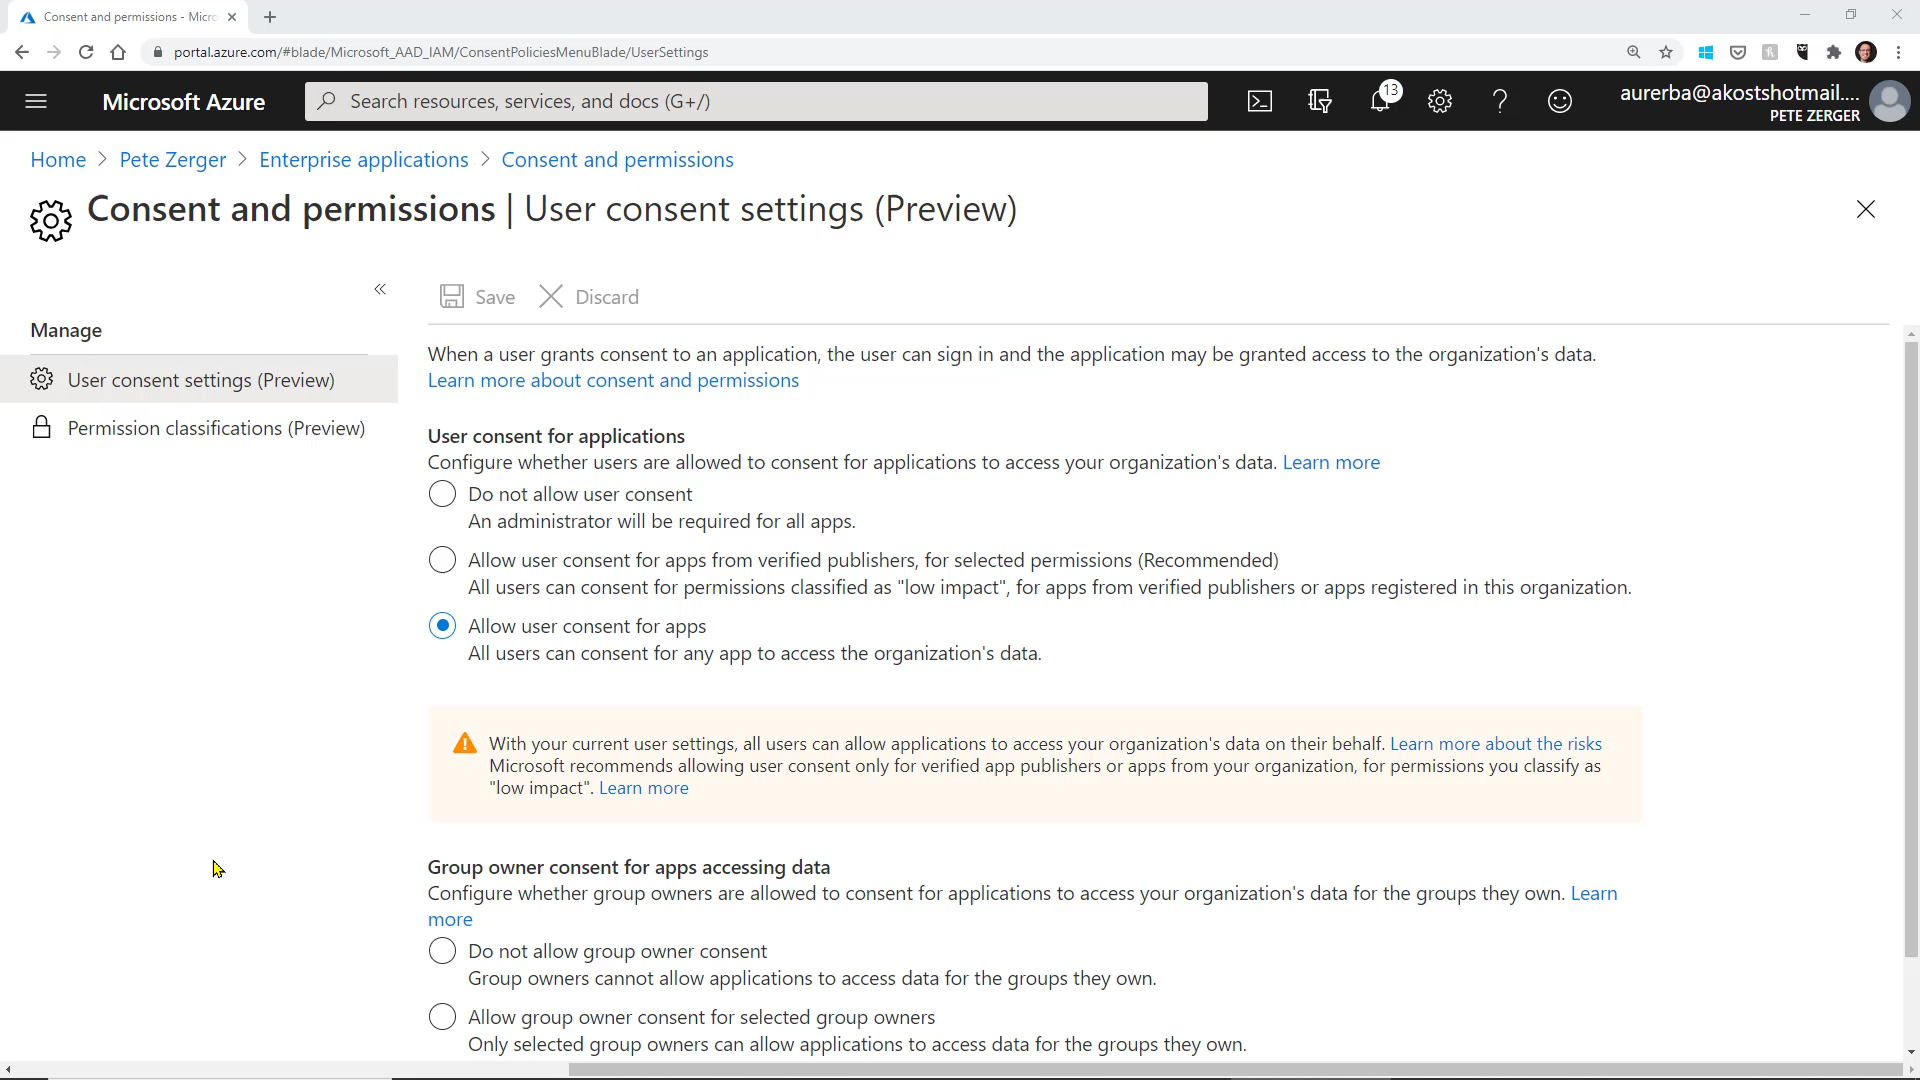 Consent and permissions - Micro
portal.azure.com/#blade/Microsoft_AAD_IAM/ConsentPoliciesMenuBlade/UserSettings
Microsoft Azure
Search resources, services, and docs (G+/)
13
aurerba@akostshotmail....
PETE ZERGER
Home > Pete Zerger > Enterprise applications > Consent and permissions
Consent and permissions | User consent settings (Preview)
Save
Discard
Manage
User consent settings (Preview)
Permission classifications (Preview)
When a user grants consent to an application, the user can sign in and the application may be granted access to the organization's data.
Learn more about consent and permissions
User consent for applications
Configure whether users are allowed to consent for applications to access your organization's data. Learn more
Do not allow user consent
An administrator will be required for all apps.
Allow user consent for apps from verified publishers, for selected permissions (Recommended)
All users can consent for permissions classified as "low impact", for apps from verified publishers or apps registered in this organization.
Allow user consent for apps
All users can consent for any app to access the organization's data.
With your current user settings, all users can allow applications to access your organization's data on their behalf. Learn more about the risks
Microsoft recommends allowing user consent only for verified app publishers or apps from your organization, for permissions you classify as
"low impact". Learn more
Group owner consent for apps accessing data
Configure whether group owners are allowed to consent for applications to access your organization's data for the groups they own. Learn
more
Do not allow group owner consent
Group owners cannot allow applications to access data for the groups they own.
Allow group owner consent for selected group owners
Only selected group owners can allow applications to access data for the groups they own.